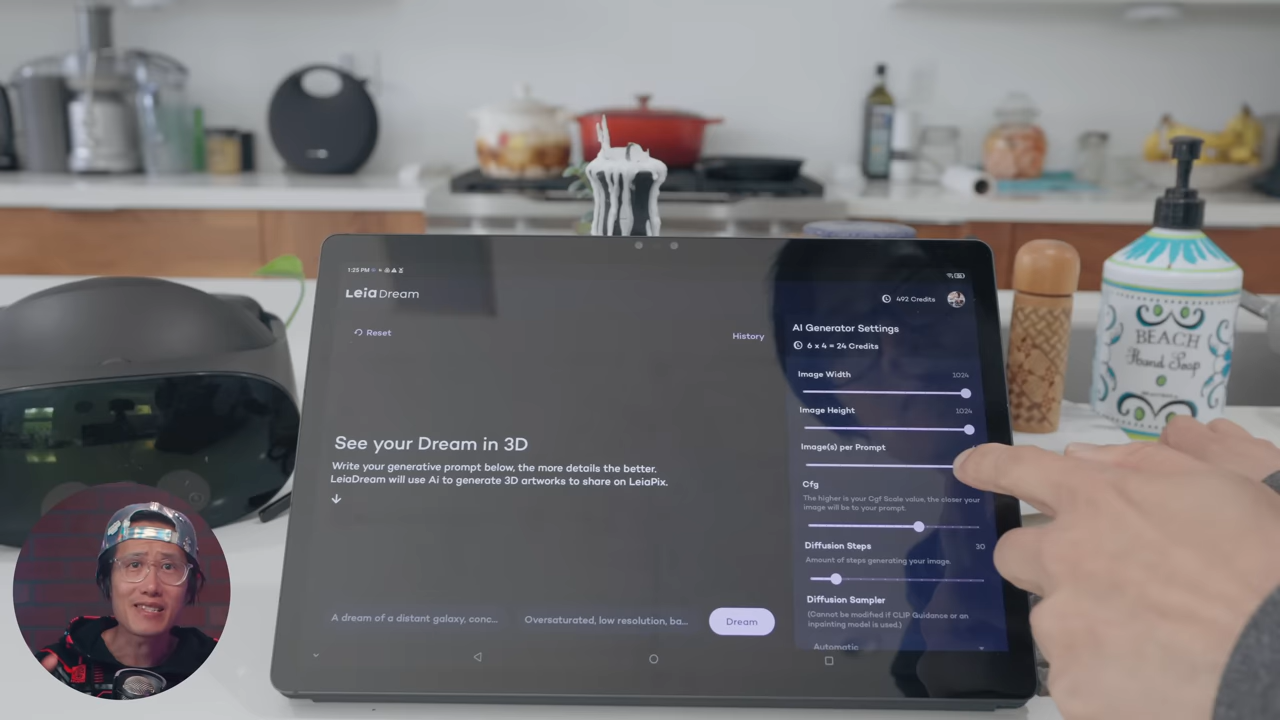 1:25 PM
Leia Dream
492 Credits
Reset
History
AI Generator Settings
6 x 4 = 24 Credits
Image Width
1024
Image Height
1024
Image(s) per Prompt
Cfg
The higher is your Cgf Scale value, the closer your
image will be to your prompt.
Diffusion Steps
30
Amount of steps generating your image.
Diffusion Sampler
(Cannot be modified if CLIP Guidance or an
inpainting model is used.)
Automatic
See your Dream in 3D
Write your generative prompt below, the more details the better.
LeiaDream will use Ai to generate 3D artworks to share on LeiaPix.
A dream of a distant galaxy, conc...
Oversaturated, low resolution, ba...
Dream
BEACH
Hand Soap